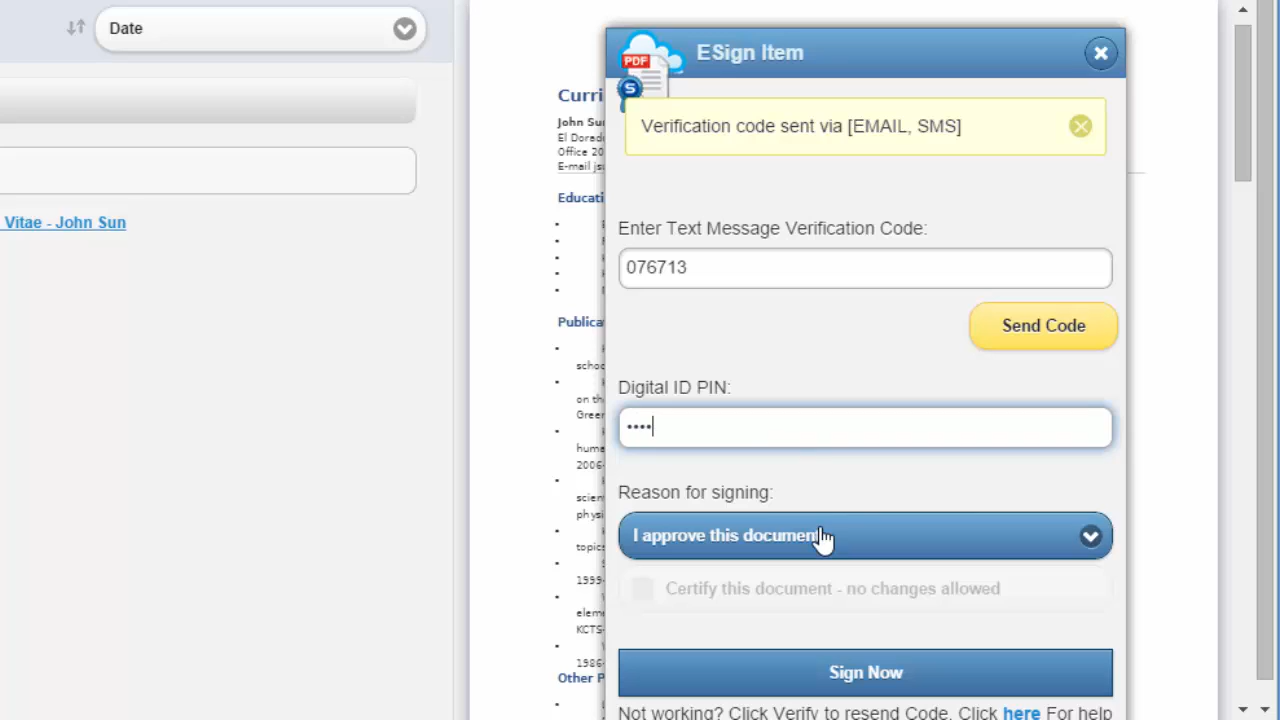 Date
Vitae - John Sun
Curri
John Su
El Dorad
Office 20
E-mail js
Educati
Publica
schoo
on th
Green
huma
2006-
scien
physi
topics
1999-
elem
KCTS-
1986-
Other P
PDF
S
ESign Item
Verification code sent via [EMAIL, SMS]
Enter Text Message Verification Code:
076713
Send Code
Digital ID PIN:
••••
Reason for signing:
I approve this document
Certify this document - no changes allowed
Sign Now
Not working? Click Verify to resend Code. Click here For help